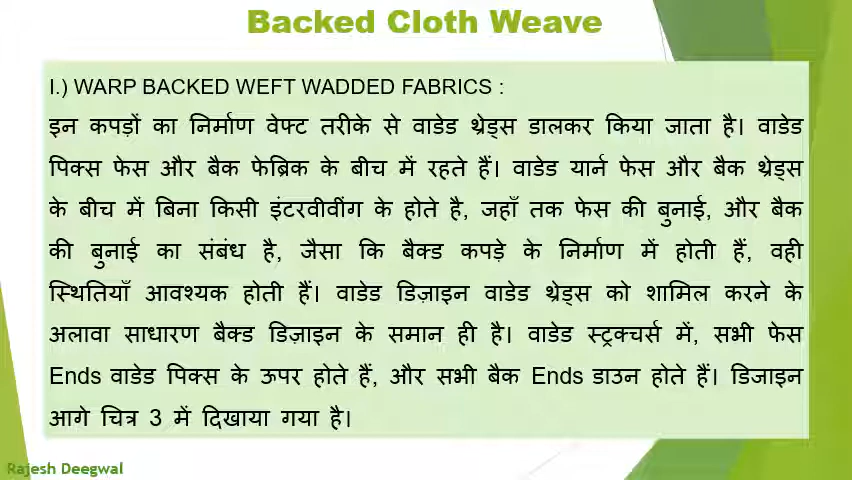 Backed Cloth Weave
I.) WARP BACKED WEFT WADDED FABRICS :
इन कपड़ों का निर्माण वेफ्ट तरीके से वाडेड थ्रेड्स डालकर किया जाता है। वाडेड
पिक्स फेस और बैक फेब्रिक के बीच में रहते हैं। वाडेड यार्न फेस और बैक थ्रेड्स
के बीच में बिना किसी इंटरवीवींग के होते है, जहाँ तक फेस की बुनाई, और बैक
की बुनाई का संबंध है, जैसा कि बैक्ड कपड़े के निर्माण में होती हैं, वही
स्थितियाँ आवश्यक होती हैं। वाडेड डिज़ाइन वाडेड थ्रेड्स को शामिल करने के
अलावा साधारण बैक्ड डिज़ाइन के समान ही है। वाडेड स्ट्रक्चर्स में, सभी फेस
Ends वाडेड पिक्स के ऊपर होते हैं, और सभी बैक Ends डाउन होते हैं। डिजाइन
आगे चित्र 3 में दिखाया गया है।
Rajesh Deegwal